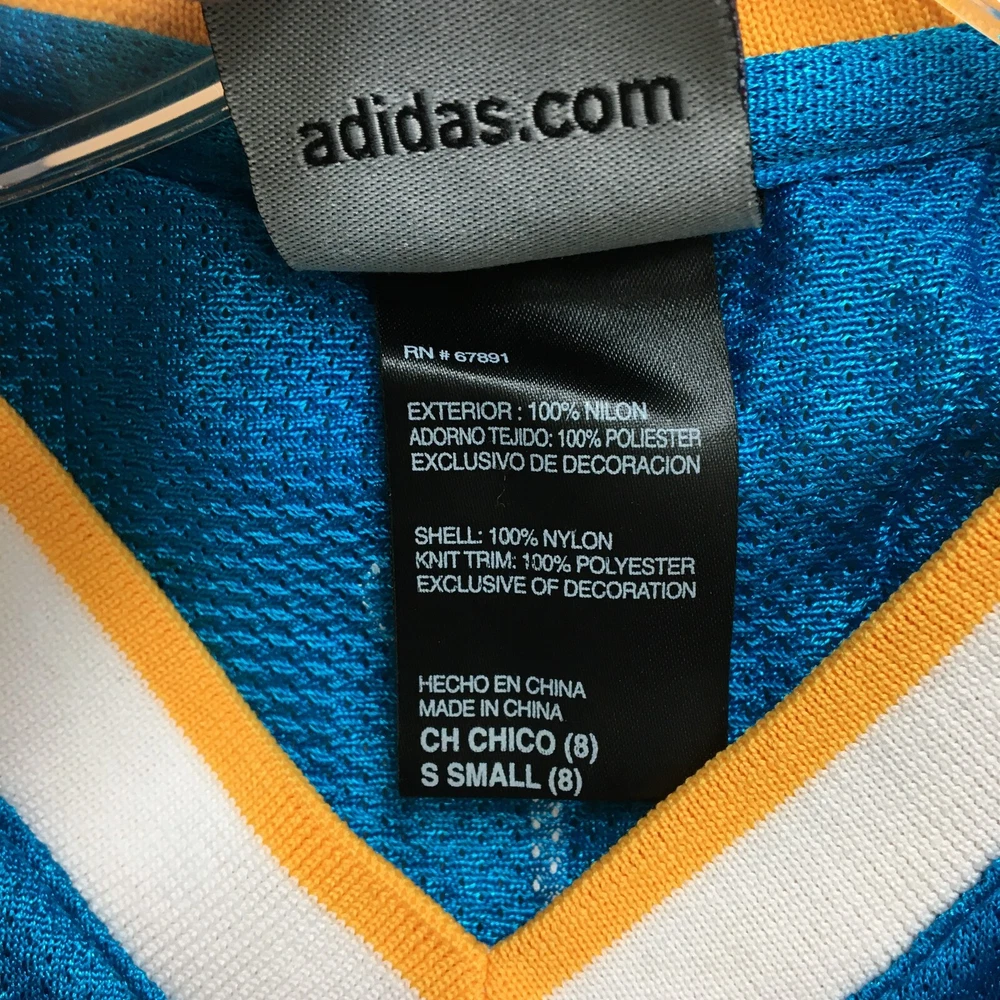 adidas.com
RN # 67891
EXTERIOR : 100% NILON
ADORNO TEJIDO: 100% POLIESTER
EXCLUSIVO DE DECORACION
SHELL: 100% NYLON
KNIT TRIM: 100% POLYESTER
EXCLUSIVE OF DECORATION
HECHO EN CHINA
MADE IN CHINA
CH CHICO (8)
S SMALL (8)